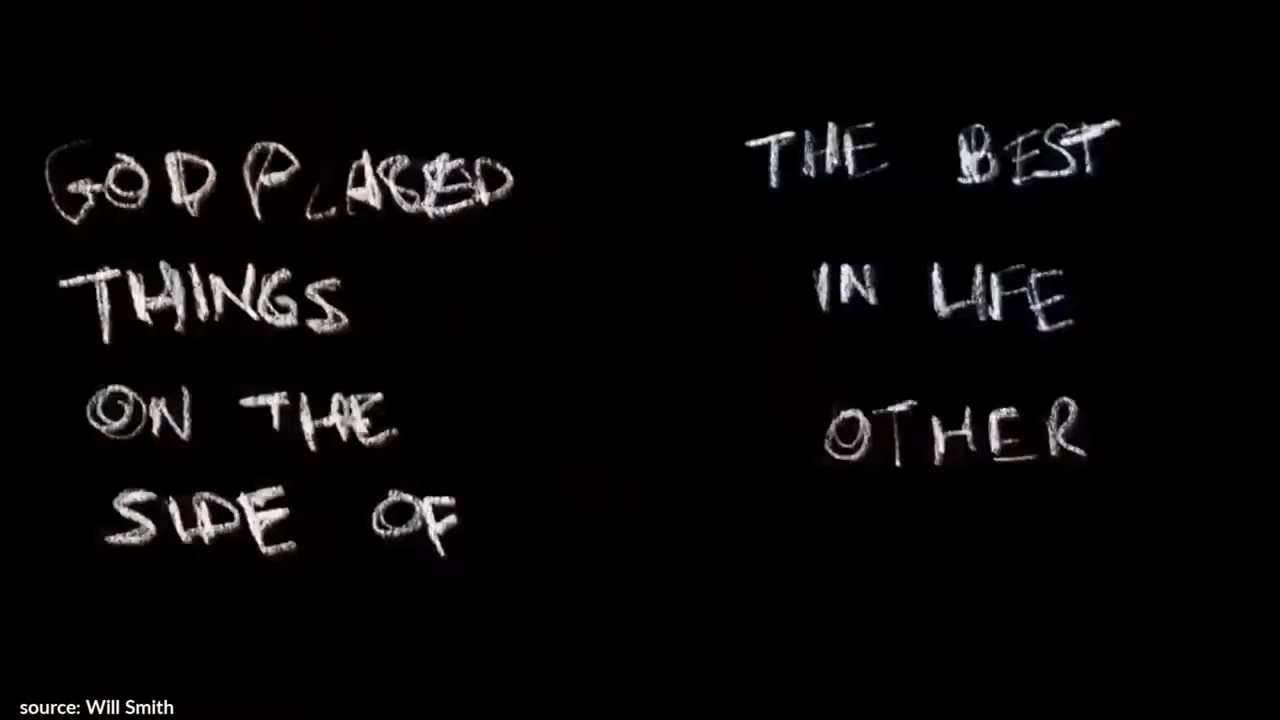 GOD PLACED THE BEST
THINGS IN LIFE
ON THE OTHER
SIDE OF
source: Will Smith